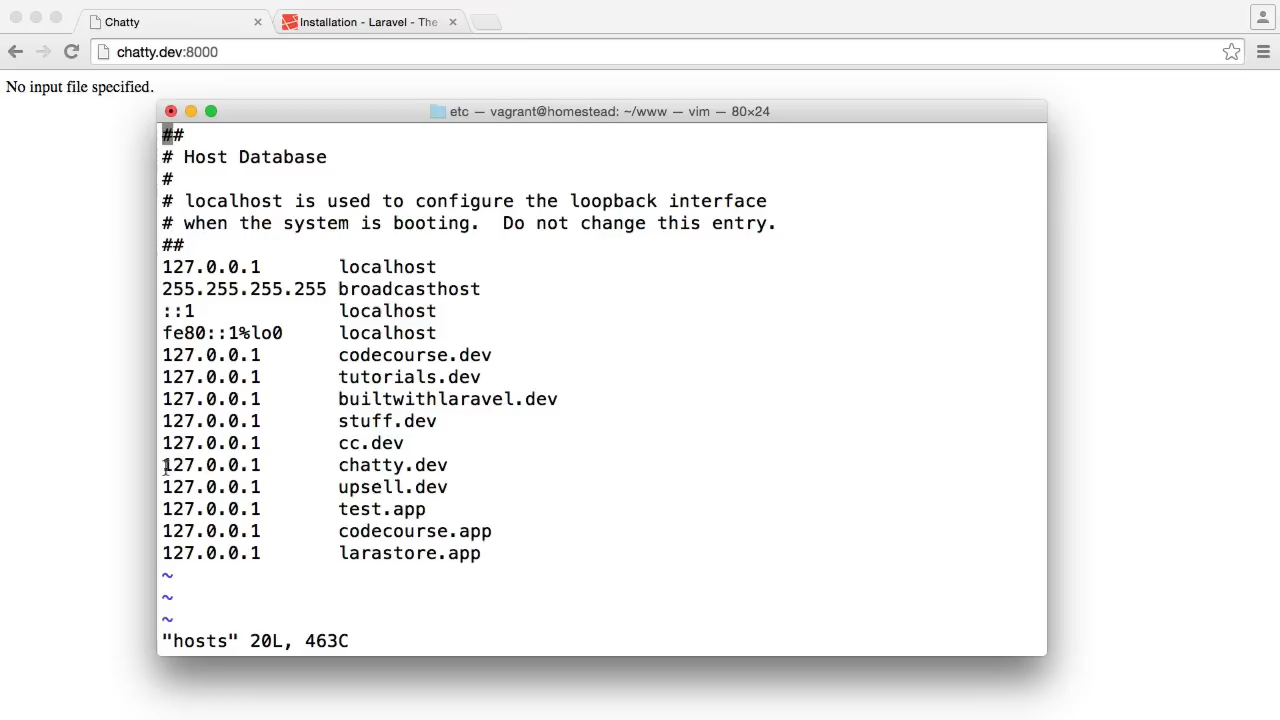 Chatty
Installation - Laravel - The
chatty.dev:8000
No input file specified.
etc — vagrant@homestead: ~/www — vim — 80×24
##
# Host Database
#
# localhost is used to configure the loopback interface
# when the system is booting.  Do not change this entry.
##
127.0.0.1       localhost
255.255.255.255 broadcasthost
::1             localhost
fe80::1%lo0     localhost
127.0.0.1       codecourse.dev
127.0.0.1       tutorials.dev
127.0.0.1       builtwithlaravel.dev
127.0.0.1       stuff.dev
127.0.0.1       cc.dev
127.0.0.1       chatty.dev
127.0.0.1       upsell.dev
127.0.0.1       test.app
127.0.0.1       codecourse.app
127.0.0.1       larastore.app
~
~
~
"hosts" 20L, 463C